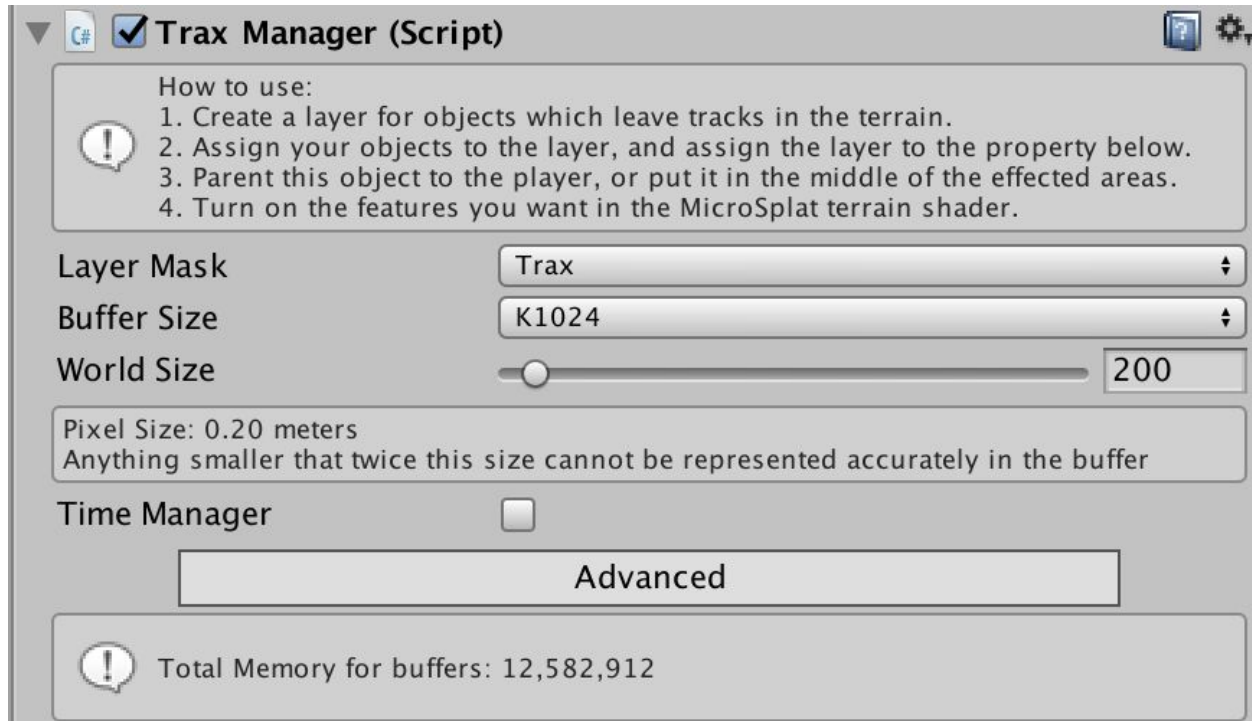 Trax Manager (Script)
How to use:
1. Create a layer for objects which leave tracks in the terrain.
2. Assign your objects to the layer, and assign the layer to the property below.
3. Parent this object to the player, or put it in the middle of the effected areas.
4. Turn on the features you want in the MicroSplat terrain shader.
Layer Mask Trax
Buffer Size K1024
World Size 200
Pixel Size: 0.20 meters
Anything smaller that twice this size cannot be represented accurately in the buffer
Time Manager
Advanced
Total Memory for buffers: 12,582,912